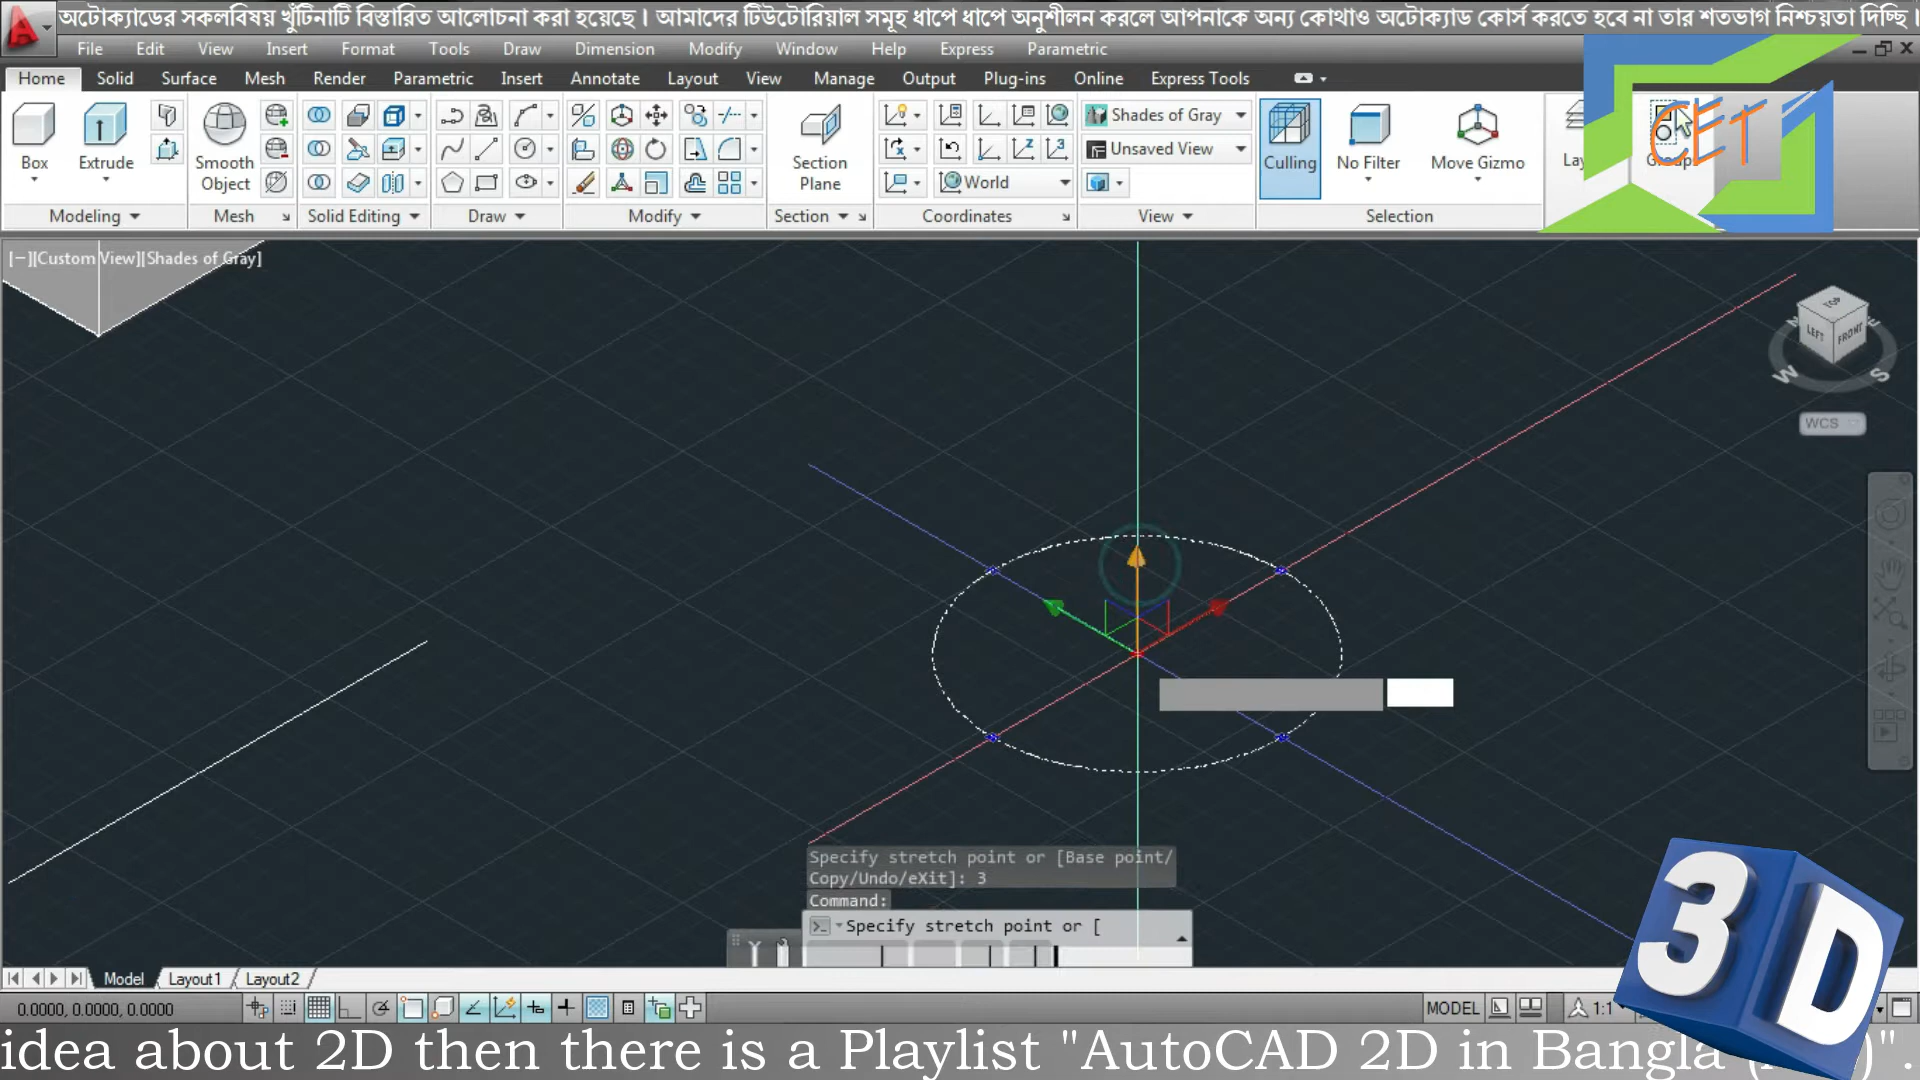 অটোক্যাডের সকলবিষয় খুঁটিনাটি বিস্তারিত আলোচনা করা হয়েছে। আমাদের টিউটোরিয়াল সমূহ ধাপে ধাপে অনুশীলন করলে আপনাকে অন্য কোথাও অটোক্যাড কোর্স করতে হবে না তার শতভাগ নিশ্চয়তা দিচ্ছি।
File Edit View Insert Format Tools Draw Dimension Modify Window Help Express Parametric
Home Solid Surface Mesh Render Parametric Insert Annotate Layout View Manage Output Plug-ins Online Express Tools
CET
Shades of Gray
Unsaved View
World
Box Extrude Smooth Object Section Plane Culling No Filter Move Gizmo
Modeling Mesh Solid Editing Draw Modify Section Coordinates View Selection
[−][Custom View][Shades of Gray]
TOP
LEFT FRONT
W S
WCS
Specify stretch point or [Base point/
Copy/Undo/eXit]: 3
Command:
Specify stretch point or [
Model Layout1 Layout2
0.0000, 0.0000, 0.0000 MODEL 1:1
3D
idea about 2D then there is a Playlist "AutoCAD 2D in Bangla